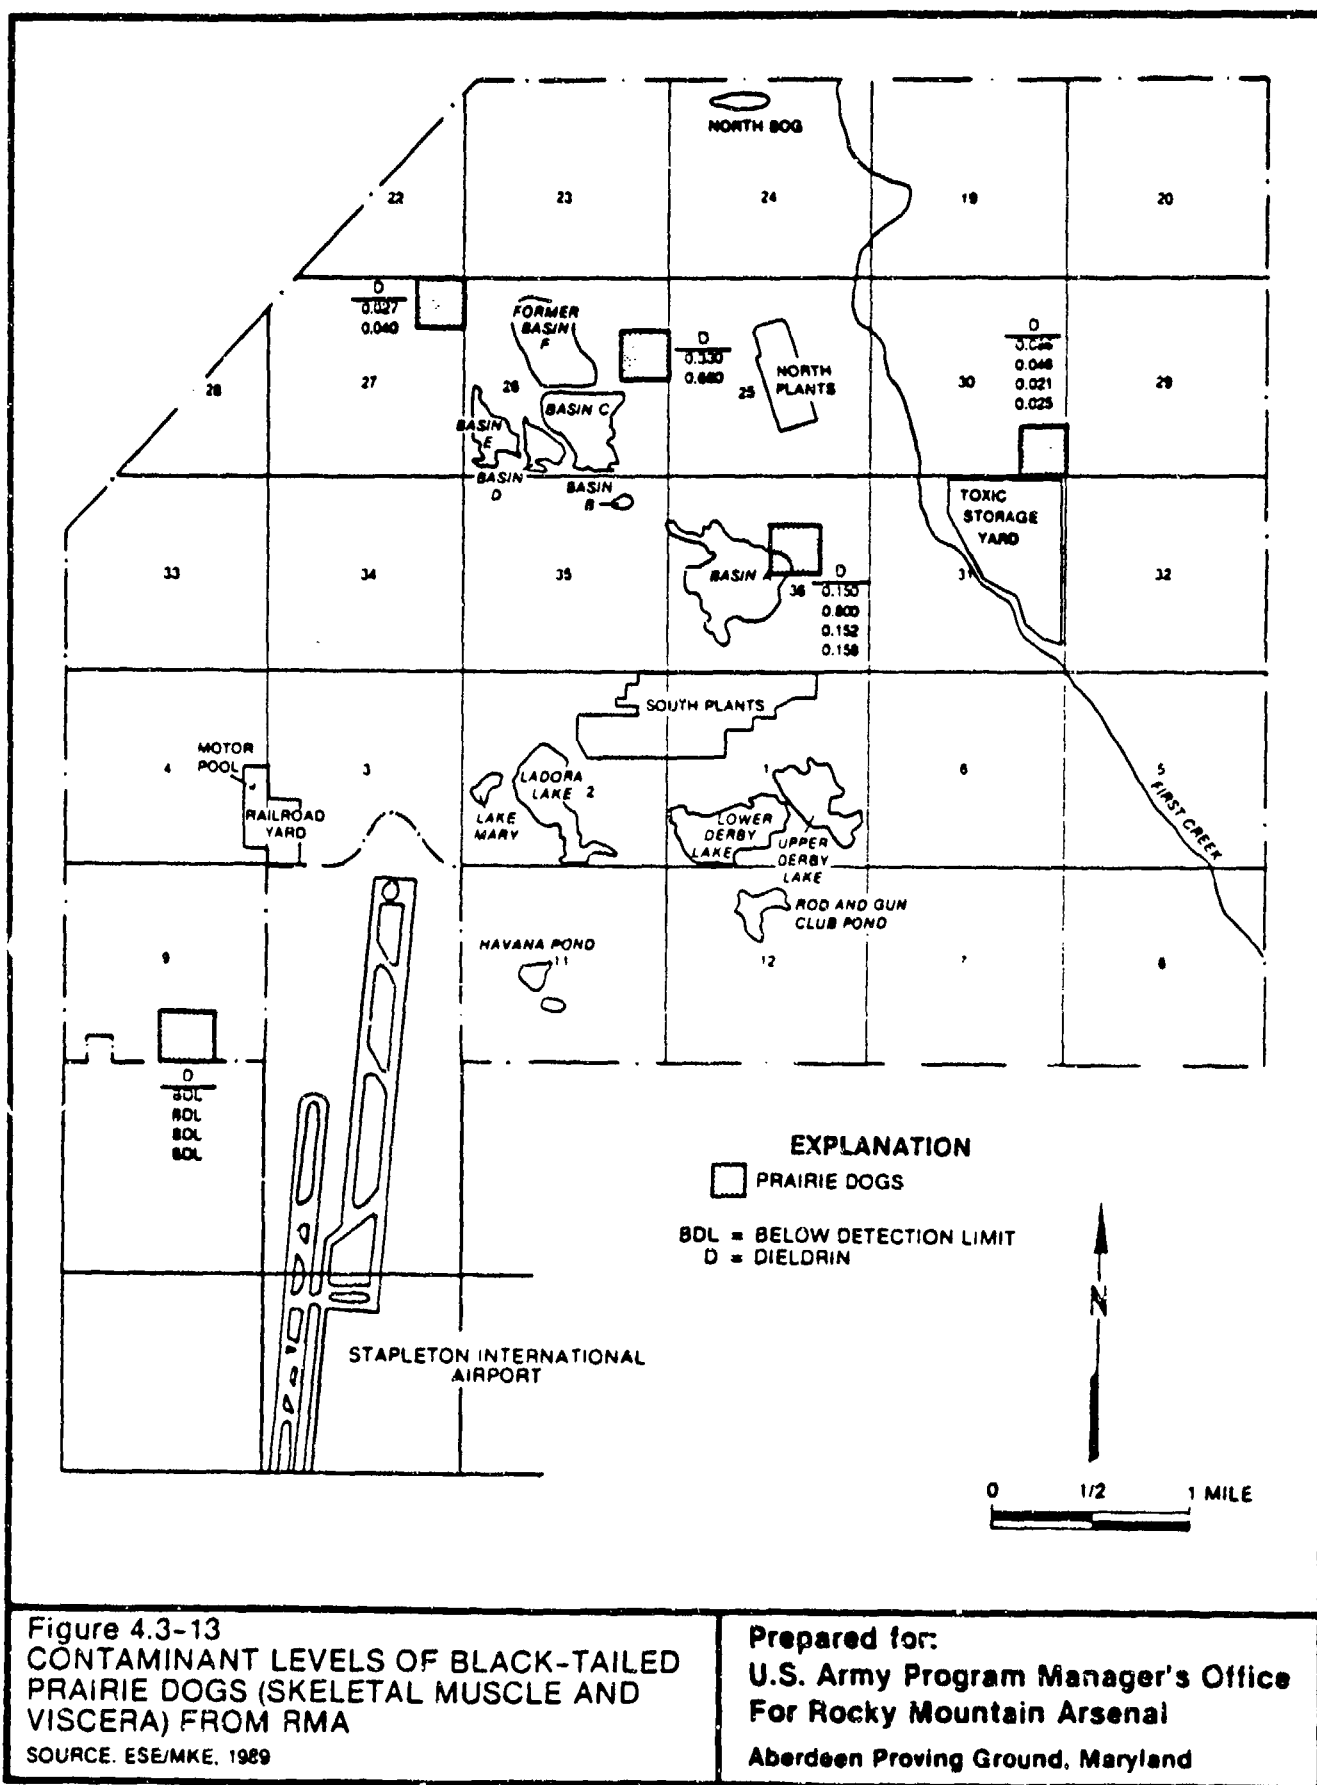 NORTH BOG
22
23
24
19
20
D
0.027
0.040
FORMER
BASIN
F
D
0.330
0.660
NORTH
PLANTS
D
0.046
0.021
0.025
28
27
26
25
30
29
BASIN C
BASIN
E
BASIN
D
BASIN
B
TOXIC
STORAGE
YARD
33
34
35
BASIN A
36
31
32
D
0.150
0.800
0.152
0.158
SOUTH PLANTS
MOTOR
POOL
4
3
LADORA
LAKE
2
1
6
5
RAILROAD
YARD
LAKE
MARY
LOWER
DERBY
LAKE
UPPER
DERBY
LAKE
FIRST CREEK
ROD AND GUN
CLUB POND
9
HAVANA POND
11
12
7
8
D
BDL
BDL
BDL
BDL
EXPLANATION
PRAIRIE DOGS
BDL = BELOW DETECTION LIMIT
D = DIELDRIN
N
STAPLETON INTERNATIONAL
AIRPORT
0 1/2 1 MILE
Figure 4.3-13
CONTAMINANT LEVELS OF BLACK-TAILED
PRAIRIE DOGS (SKELETAL MUSCLE AND
VISCERA) FROM RMA
SOURCE. ESE/MKE, 1989
Prepared for:
U.S. Army Program Manager's Office
For Rocky Mountain Arsenal
Aberdeen Proving Ground, Maryland